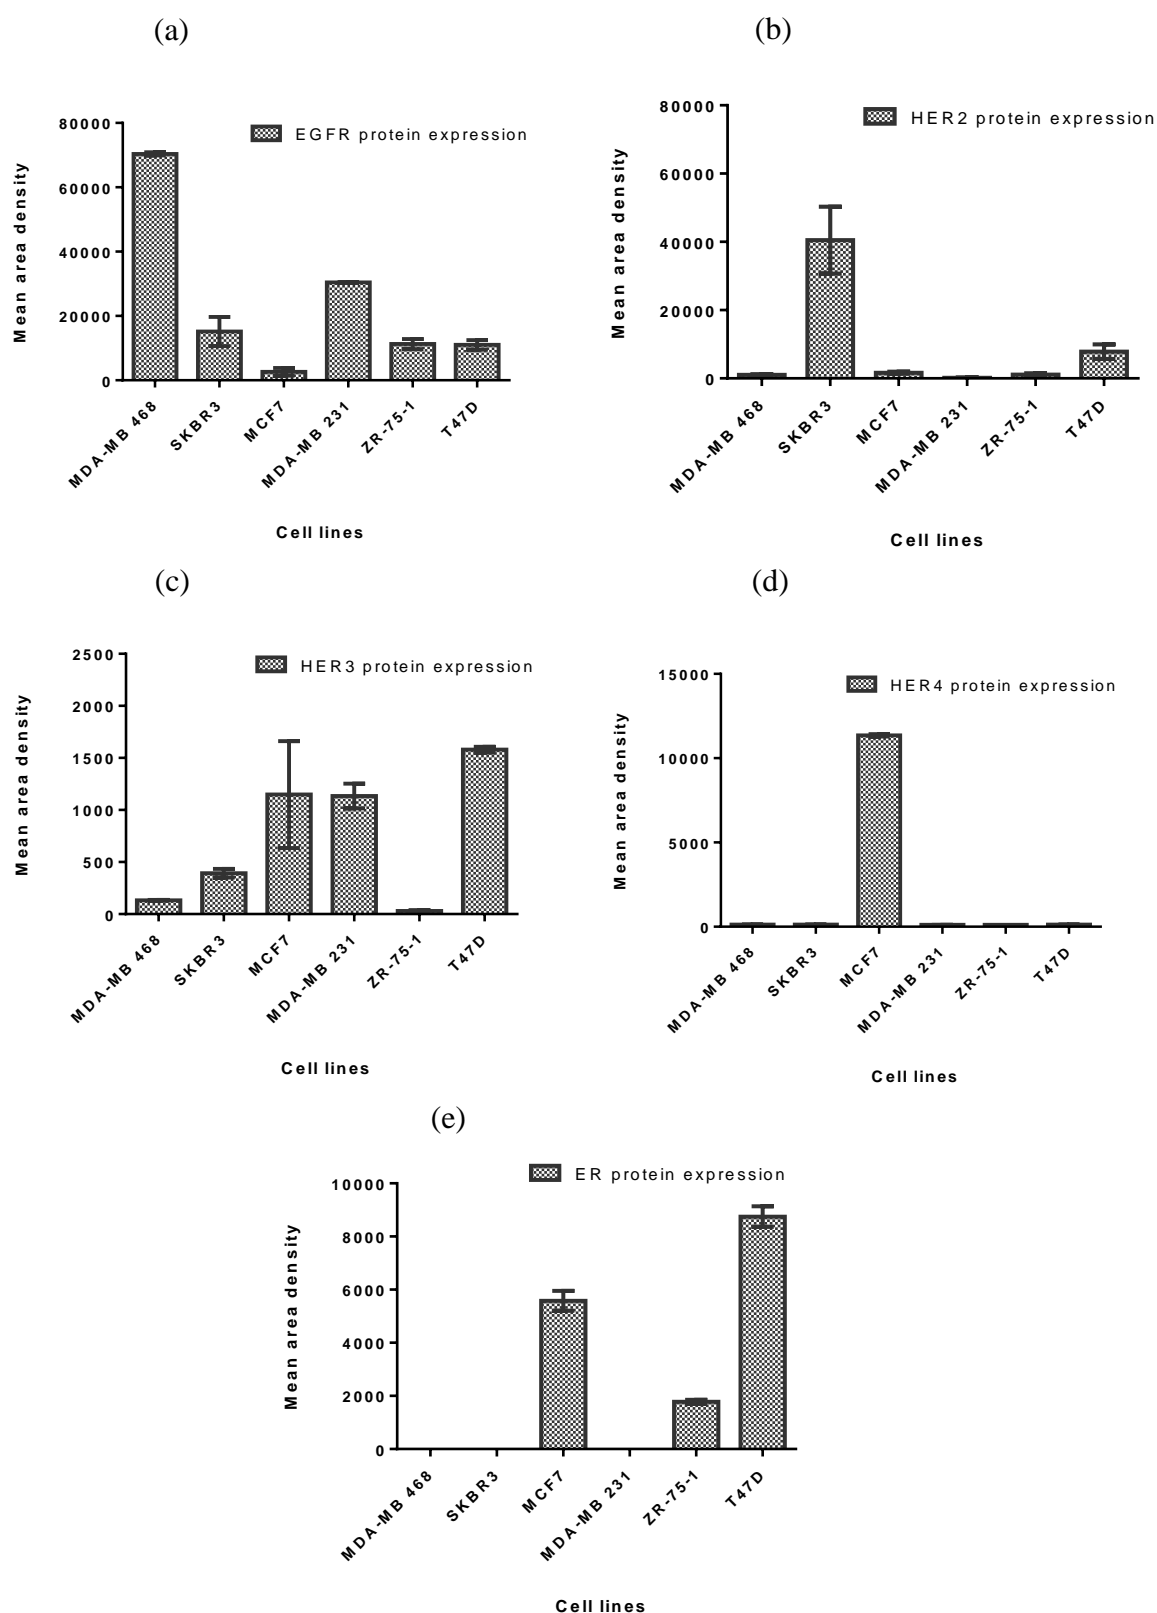 (a)
EGFR protein expression
Mean area density
80000
60000
40000
20000
0
MDA-MB 468
SKBR3
MCF7
MDA-MB 231
ZR-75-1
T47D
Cell lines
(b)
HER2 protein expression
Mean area density
80000
60000
40000
20000
0
MDA-MB 468
SKBR3
MCF7
MDA-MB 231
ZR-75-1
T47D
Cell lines
(c)
HER3 protein expression
Mean area density
2500
2000
1500
1000
500
0
MDA-MB 468
SKBR3
MCF7
MDA-MB 231
ZR-75-1
T47D
Cell lines
(d)
HER4 protein expression
Mean area density
15000
10000
5000
0
MDA-MB 468
SKBR3
MCF7
MDA-MB 231
ZR-75-1
T47D
Cell lines
(e)
ER protein expression
Mean area density
10000
8000
6000
4000
2000
0
MDA-MB 468
SKBR3
MCF7
MDA-MB 231
ZR-75-1
T47D
Cell lines